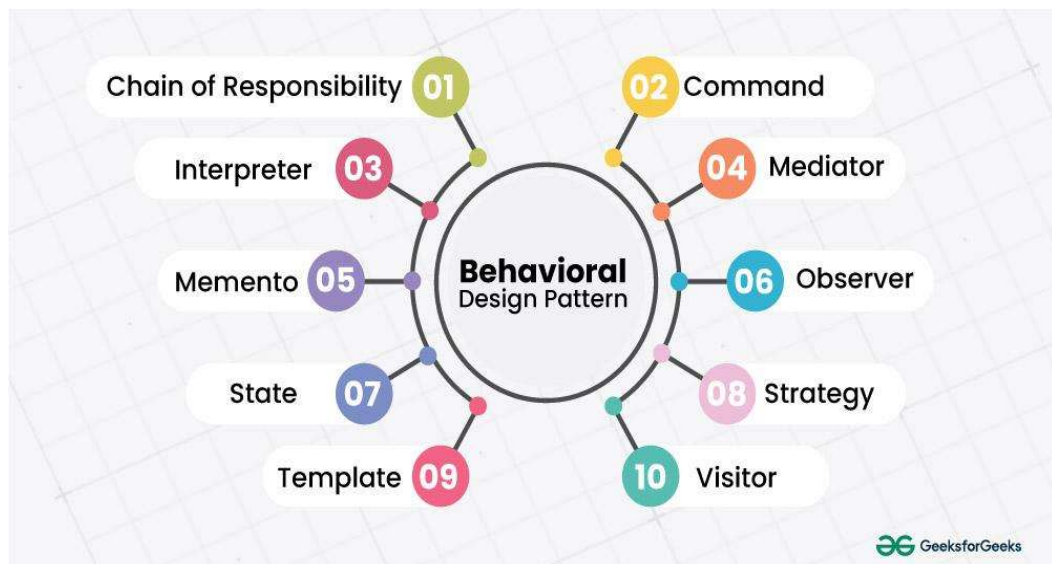 Chain of Responsibility 01
02 Command
Interpreter 03
04 Mediator
Behavioral
Design Pattern
Memento 05
06 Observer
State 07
08 Strategy
Template 09
10 Visitor
GeeksforGeeks